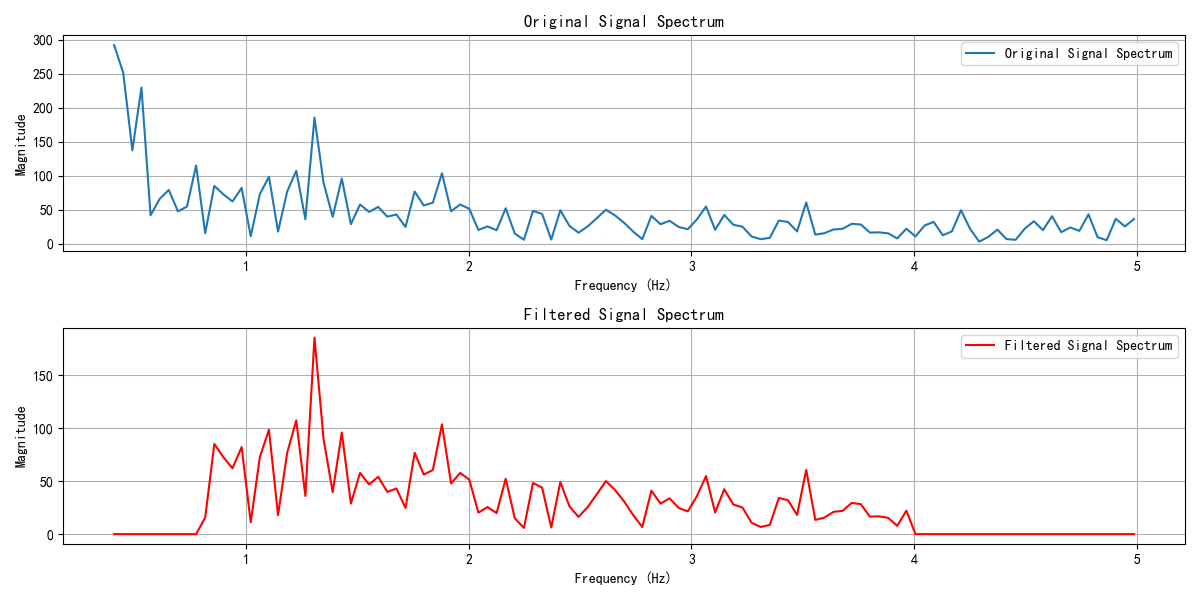 Original Signal Spectrum
300
250
200
150
100
50
0
Magnitude
Original Signal Spectrum
1 2 3 4 5
Frequency (Hz)
Filtered Signal Spectrum
150
100
50
0
Magnitude
Filtered Signal Spectrum
1 2 3 4 5
Frequency (Hz)